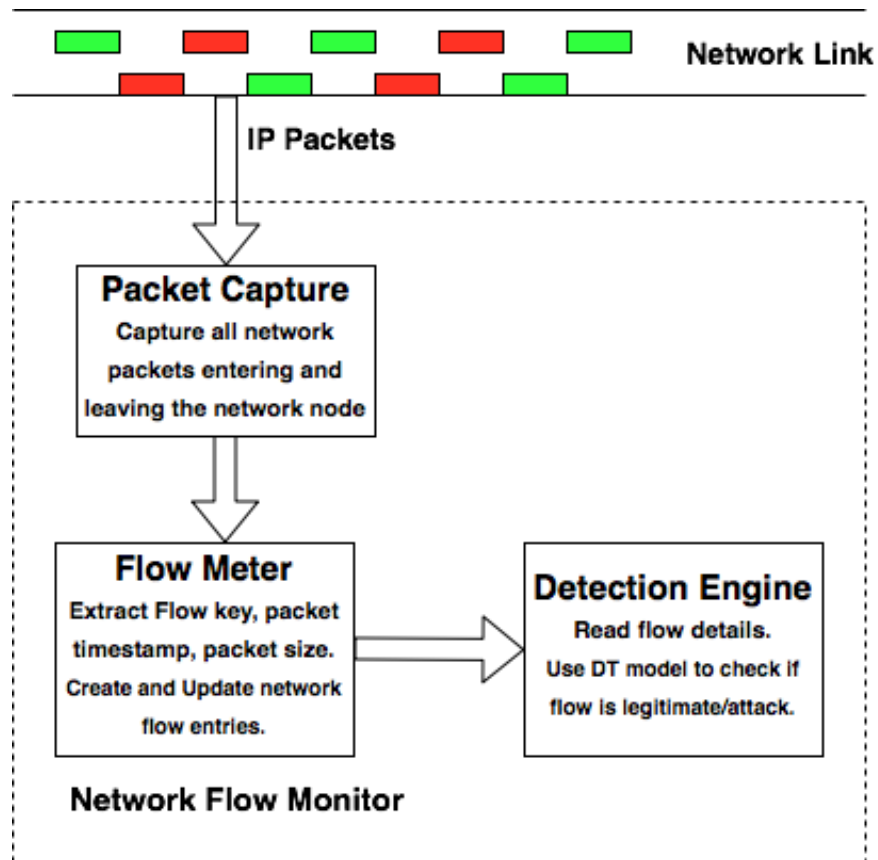 Network Link
IP Packets
Packet Capture
Capture all network
packets entering and
leaving the network node
Flow Meter
Extract Flow key, packet
timestamp, packet size.
Create and Update network
flow entries.
Detection Engine
Read flow details.
Use DT model to check if
flow is legitimate/attack.
Network Flow Monitor